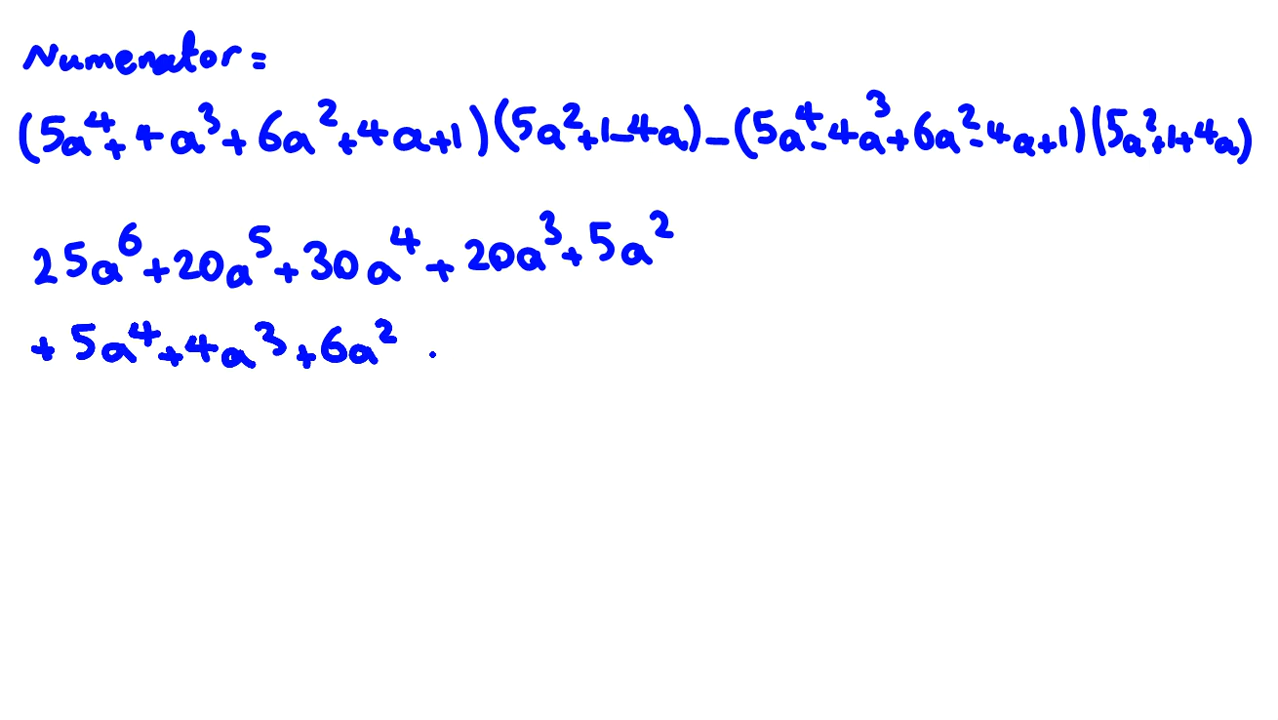 Numenator =
(5a⁴ + 4a³ + 6a² + 4a + 1)(5a² + 1 - 4a) - (5a⁴ - 4a³ + 6a² - 4a + 1)(5a² + 1 + 4a)
25a⁶ + 20a⁵ + 30a⁴ + 20a³ + 5a²
+ 5a⁴ + 4a³ + 6a² .